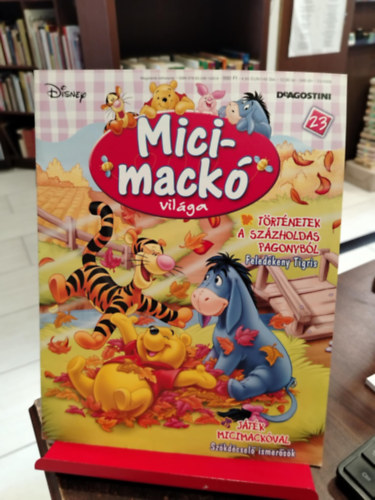 Disney
DeAGOSTINI
23
Mici-
mackó
világa
TÖRTÉNETEK
A SZÁZHOLDAS
PAGONYBÓL
Feledékeny Tigris
JÁTÉK
MICIMACKÓVAL